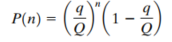 P(n) = (q/Q)^n (1 − q/Q)